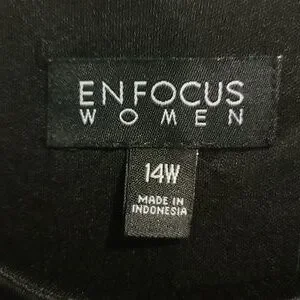 ENFOCUS
WOMEN
14W
MADE IN
INDONESIA